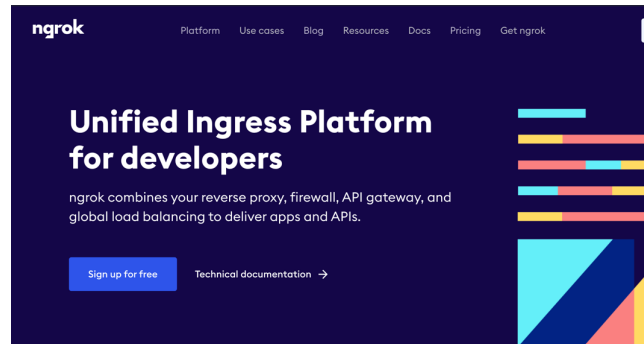 ngrok
Platform Use cases Blog Resources Docs Pricing Get ngrok
Unified Ingress Platform
for developers
ngrok combines your reverse proxy, firewall, API gateway, and
global load balancing to deliver apps and APIs.
Sign up for free Technical documentation →